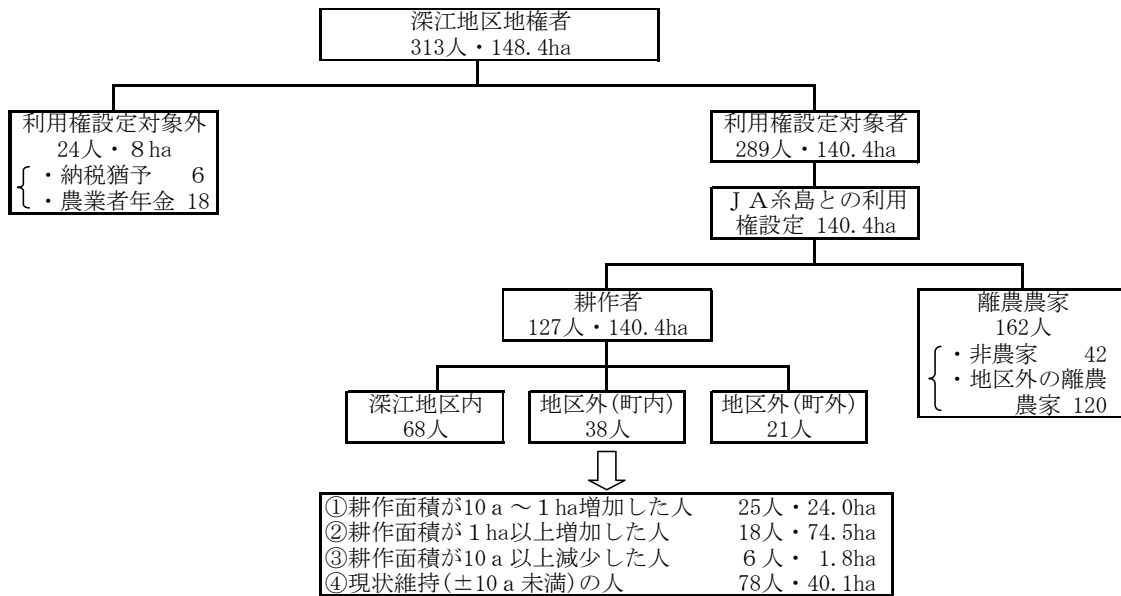 深江地区地権者
313人・148.4ha
利用権設定対象外
24人・８ha
・納税猶予　６
・農業者年金 18
利用権設定対象者
289人・140.4ha
ＪＡ糸島との利用
権設定 140.4ha
耕作者
127人・140.4ha
離農農家
162人
・非農家　42
・地区外の離農
農家 120
深江地区内
68人
地区外(町内)
38人
地区外(町外)
21人
①耕作面積が10ａ～１ha増加した人　25人・24.0ha
②耕作面積が１ha以上増加した人　18人・74.5ha
③耕作面積が10ａ以上減少した人　６人・ 1.8ha
④現状維持(±10ａ未満)の人　78人・40.1ha